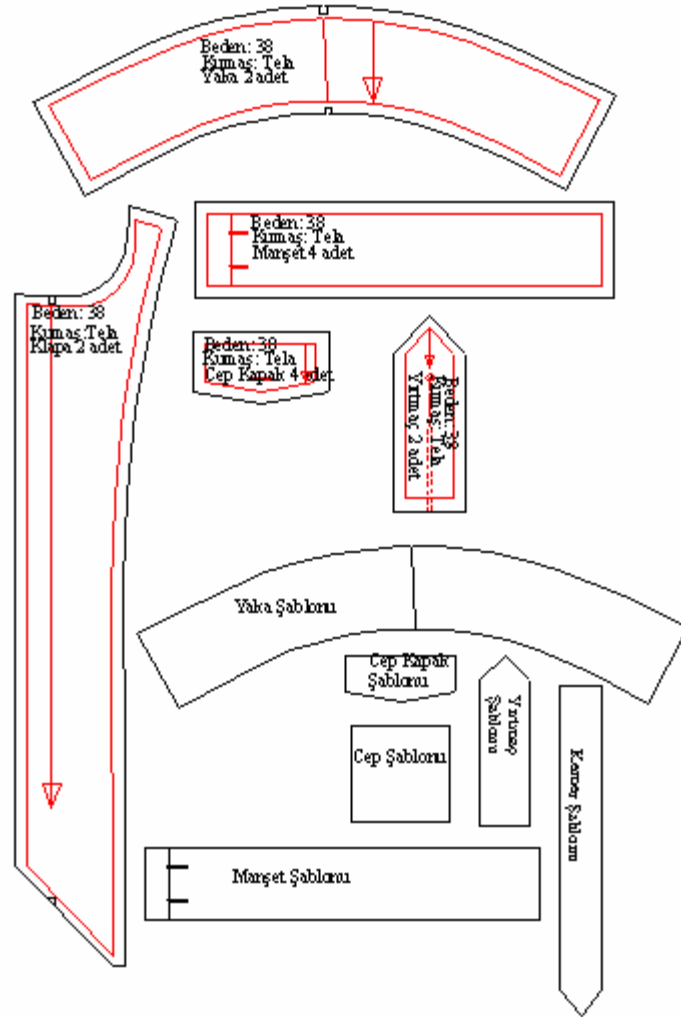 Beden: 38
Kumaş: Tela
Yaka 2 adet
Beden: 38
Kumaş: Tela
Manşet 4 adet
Beden: 38
Kumaş:Tela
Klapa 2 adet
Beden: 38
Kumaş: Tela
Cep Kapak 4 adet
Beden: 38
Kumaş: Tela
Yırtmaç 2 adet
Yaka Şablonu
Cep Kapak
Şablonu
Yırtmaç
Şablonu
Cep Şablonu
Kemer Şablonu
Manşet Şablonu